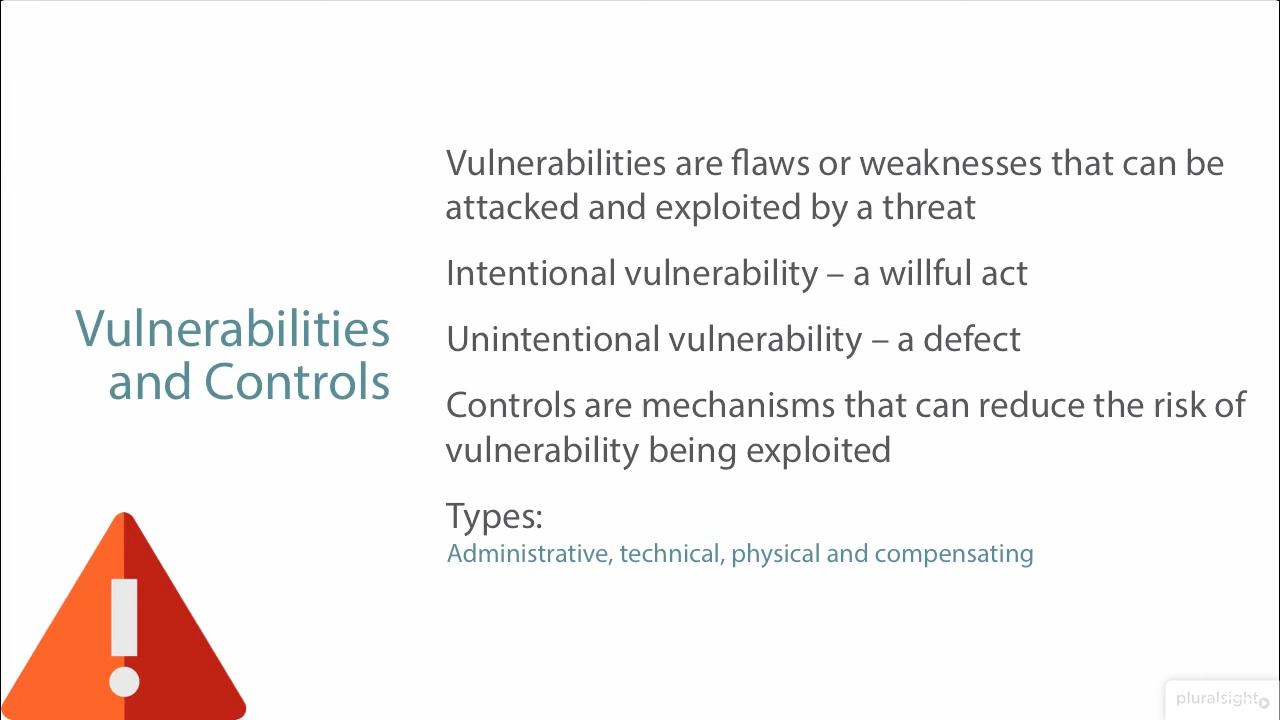 Vulnerabilities
and Controls
Vulnerabilities are flaws or weaknesses that can be
attacked and exploited by a threat
Intentional vulnerability – a willful act
Unintentional vulnerability – a defect
Controls are mechanisms that can reduce the risk of
vulnerability being exploited
Types:
Administrative, technical, physical and compensating
pluralsight